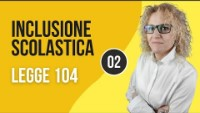 INCLUSIONE
SCOLASTICA
02
LEGGE 104